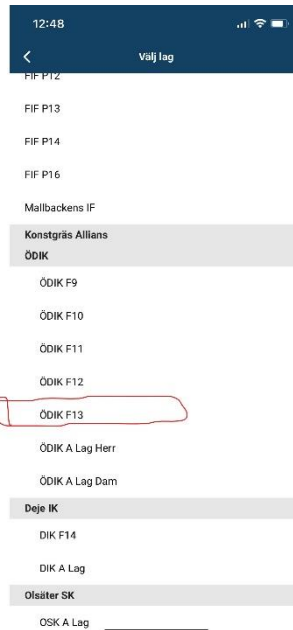 12:48
Välj lag
FIF P12
FIF P13
FIF P14
FIF P16
Mallbackens IF
Konstgräs Allians
ÖDIK
ÖDIK F9
ÖDIK F10
ÖDIK F11
ÖDIK F12
ÖDIK F13
ÖDIK A Lag Herr
ÖDIK A Lag Dam
Deje IK
DIK F14
DIK A Lag
Olsäter SK
OSK A Lag